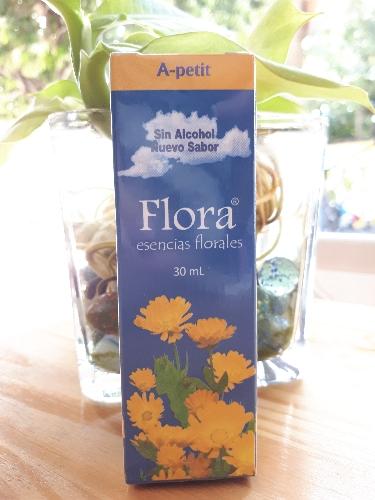 A-petit
Sin Alcohol
Nuevo Sabor
Flora®
esencias florales
30 mL